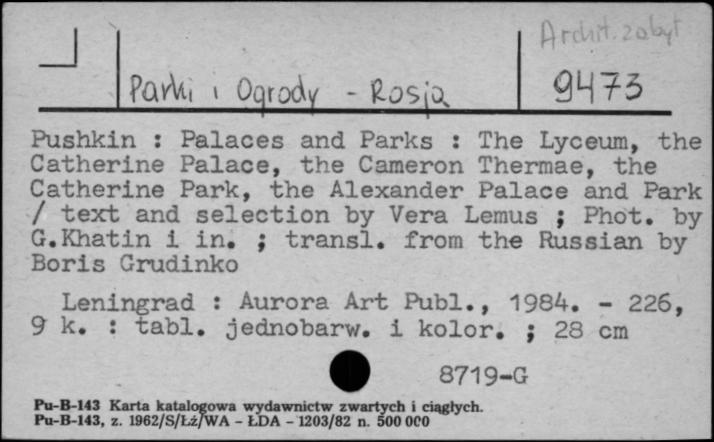 Archit. zabyt
Parki i Ogrody - Rosja
9473
Pushkin : Palaces and Parks : The Lyceum, the
Catherine Palace, the Cameron Thermae, the
Catherine Park, the Alexander Palace and Park
/ text and selection by Vera Lemus ; Phot. by
G.Khatin i in. ; transl. from the Russian by
Boris Grudinko
Leningrad : Aurora Art Publ., 1984. - 226,
9 k. : tabl. jednobarw. i kolor. ; 28 cm
8719-G
Pu-B-143 Karta katalogowa wydawnictw zwartych i ciągłych.
Pu-B-143, z. 1962/S/Łź/WA - ŁDA - 1203/82 n. 500 000